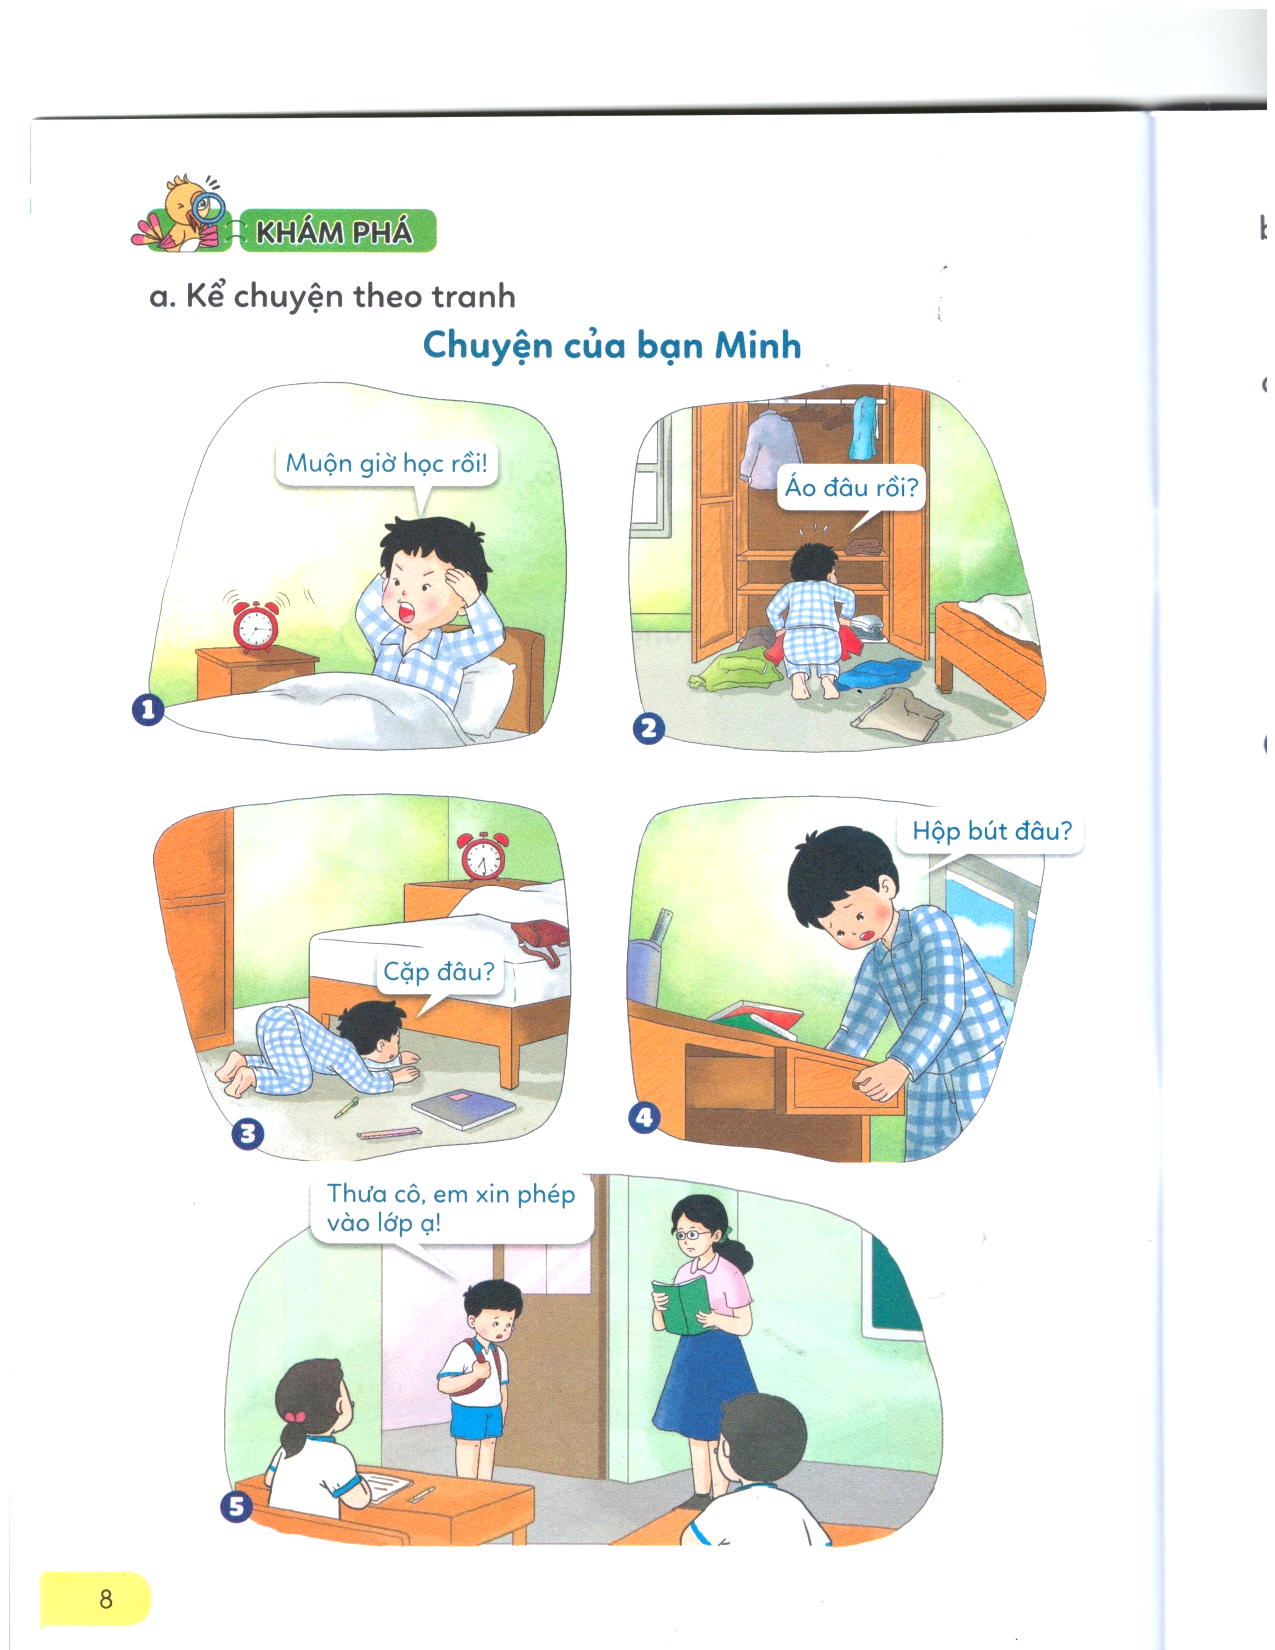 KHÁM PHÁ
a. Kể chuyện theo tranh
Chuyện của bạn Minh
Muộn giờ học rồi!
1
Áo đâu rồi?
2
Cặp đâu?
3
Hộp bút đâu?
4
Thưa cô, em xin phép
vào lớp ạ!
5
8